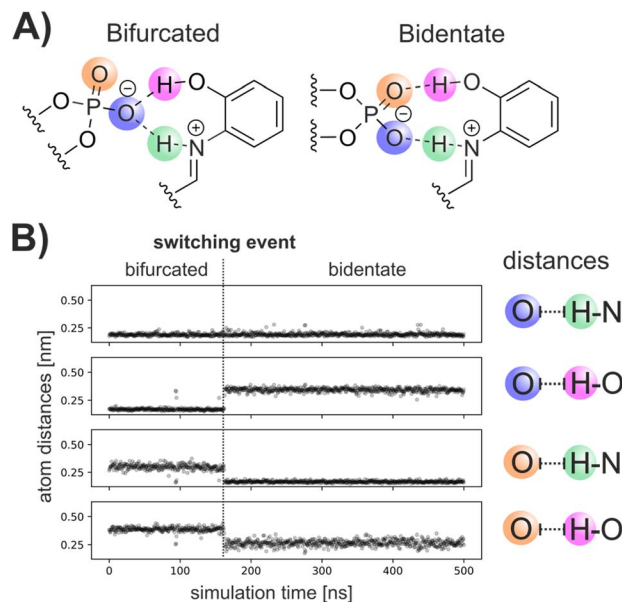 A)
Bifurcated
Bidentate
O
P
O
O
O
−
H
O
H
N
+
O
P
O
O
O
−
H
O
H
N
+
B)
switching event
bifurcated
bidentate
distances
atom distances [nm]
0.50
0.25
O H-N
0.50
0.25
O H-O
0.50
0.25
O H-N
0.50
0.25
O H-O
0 100 200 300 400 500
simulation time [ns]